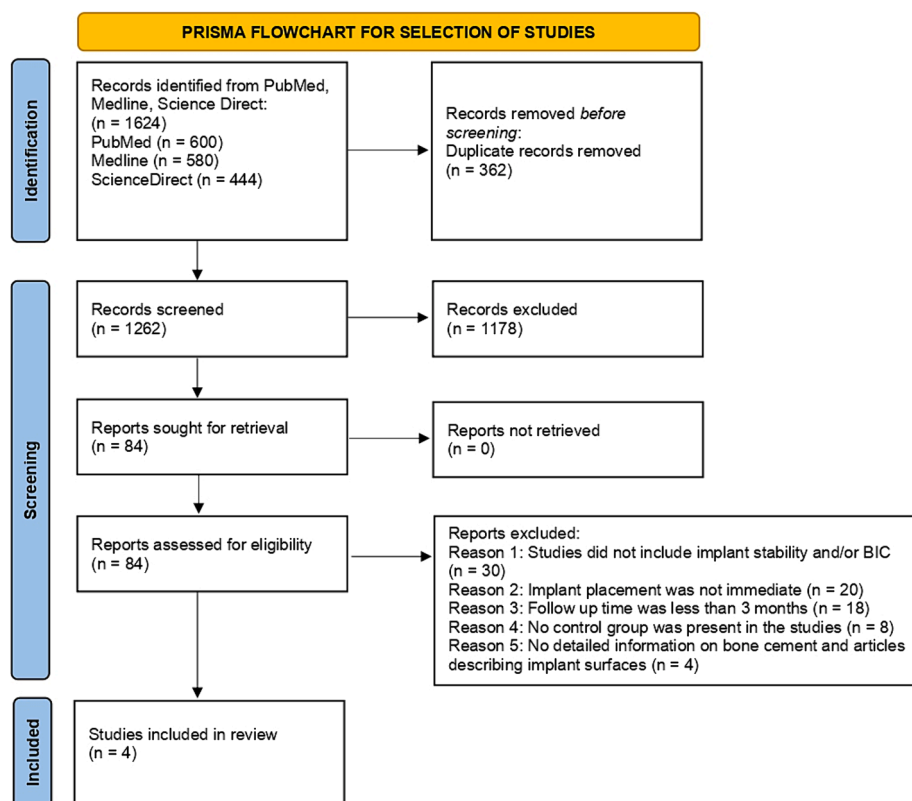 PRISMA FLOWCHART FOR SELECTION OF STUDIES
Identification
Records identified from PubMed,
Medline, Science Direct:
(n = 1624)
PubMed (n = 600)
Medline (n = 580)
ScienceDirect (n = 444)
Records removed before
screening:
Duplicate records removed
(n = 362)
Screening
Records screened
(n = 1262)
Records excluded
(n = 1178)
Reports sought for retrieval
(n = 84)
Reports not retrieved
(n = 0)
Reports assessed for eligibility
(n = 84)
Reports excluded:
Reason 1: Studies did not include implant stability and/or BIC
(n = 30)
Reason 2: Implant placement was not immediate (n = 20)
Reason 3: Follow up time was less than 3 months (n = 18)
Reason 4: No control group was present in the studies (n = 8)
Reason 5: No detailed information on bone cement and articles
describing implant surfaces (n = 4)
Included
Studies included in review
(n = 4)